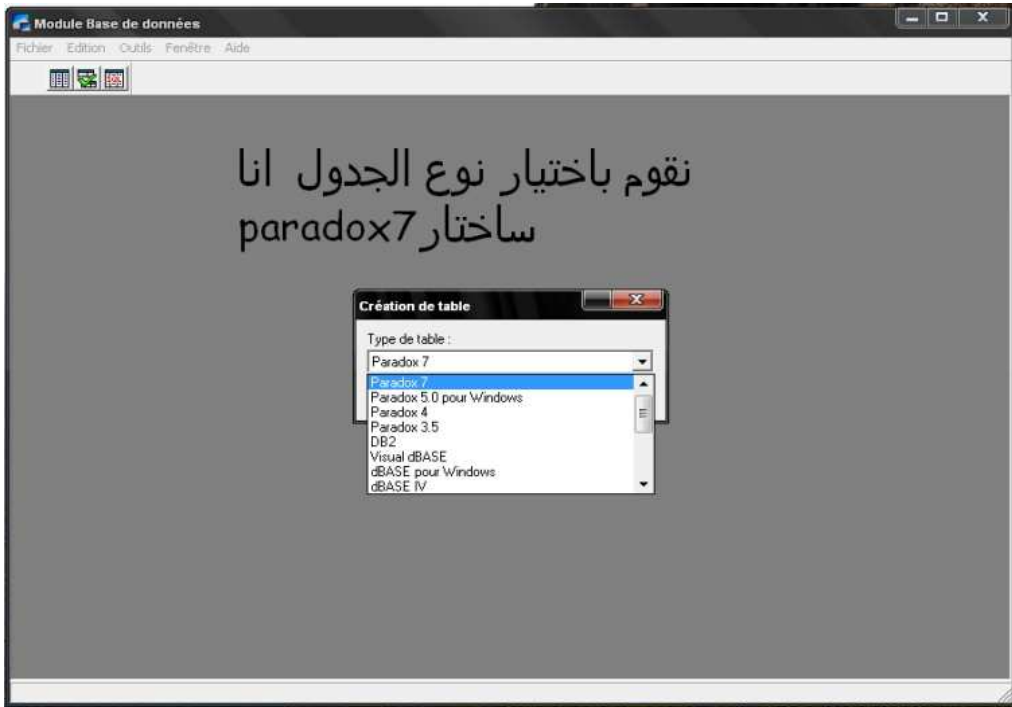 Module Base de données
Fichier Edition Outils Fenêtre Aide
نقوم باختيار نوع الجدول انا
ساختار paradox7
Création de table
Type de table :
Paradox 7
Paradox 7
Paradox 5.0 pour Windows
Paradox 4
Paradox 3.5
DB2
Visual dBASE
dBASE pour Windows
dBASE IV